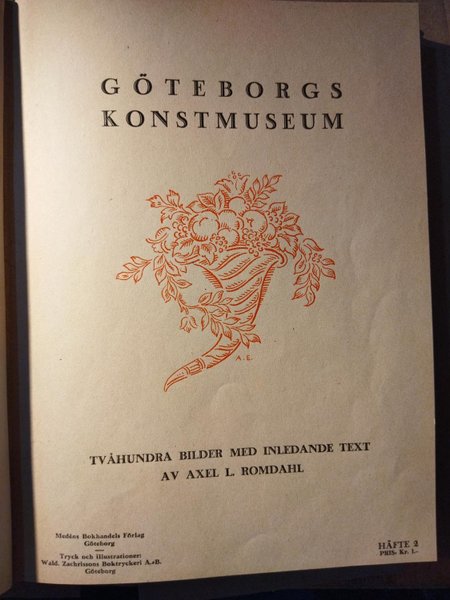 GÖTEBORGS
KONSTMUSEUM
A.E.
TVÅHUNDRA BILDER MED INLEDANDE TEXT
AV AXEL L. ROMDAHL
Medéns Bokhandels Förlag
Göteborg
Tryck och illustrationer:
Wald. Zachrissons Boktryckeri A.-B.
Göteborg
HÄFTE 2
PRIS: Kr. 1.-